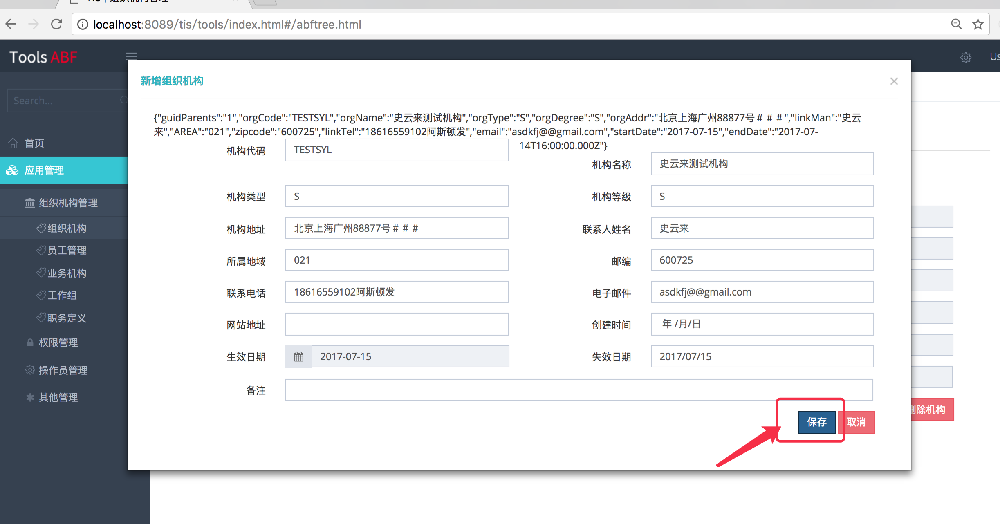 localhost:8089/tis/tools/index.html#/abftree.html
Tools ABF
Us
新增组织机构
Search...
{"guidParents":"1","orgCode":"TESTSYL","orgName":"史云来测试机构","orgType":"S","orgDegree":"S","orgAddr":"北京上海广州88877号＃＃＃","linkMan":"史云
来","AREA":"021","zipcode":"600725","linkTel":"18616559102阿斯顿发","email":"asdkfj@@gmail.com","startDate":"2017-07-15","endDate":"2017-07-
14T16:00:00.000Z"}
首页
应用管理
组织机构管理
组织机构
员工管理
业务机构
工作组
职务定义
权限管理
操作员管理
其他管理
机构代码 TESTSYL
机构名称 史云来测试机构
机构类型 S 机构等级 S
机构地址 北京上海广州88877号＃＃＃ 联系人姓名 史云来
所属地域 021 邮编 600725
联系电话 18616559102阿斯顿发 电子邮件 asdkfj@@gmail.com
网站地址 创建时间 年 /月/日
生效日期 2017-07-15 失效日期 2017/07/15
备注
保存 取消
删除机构